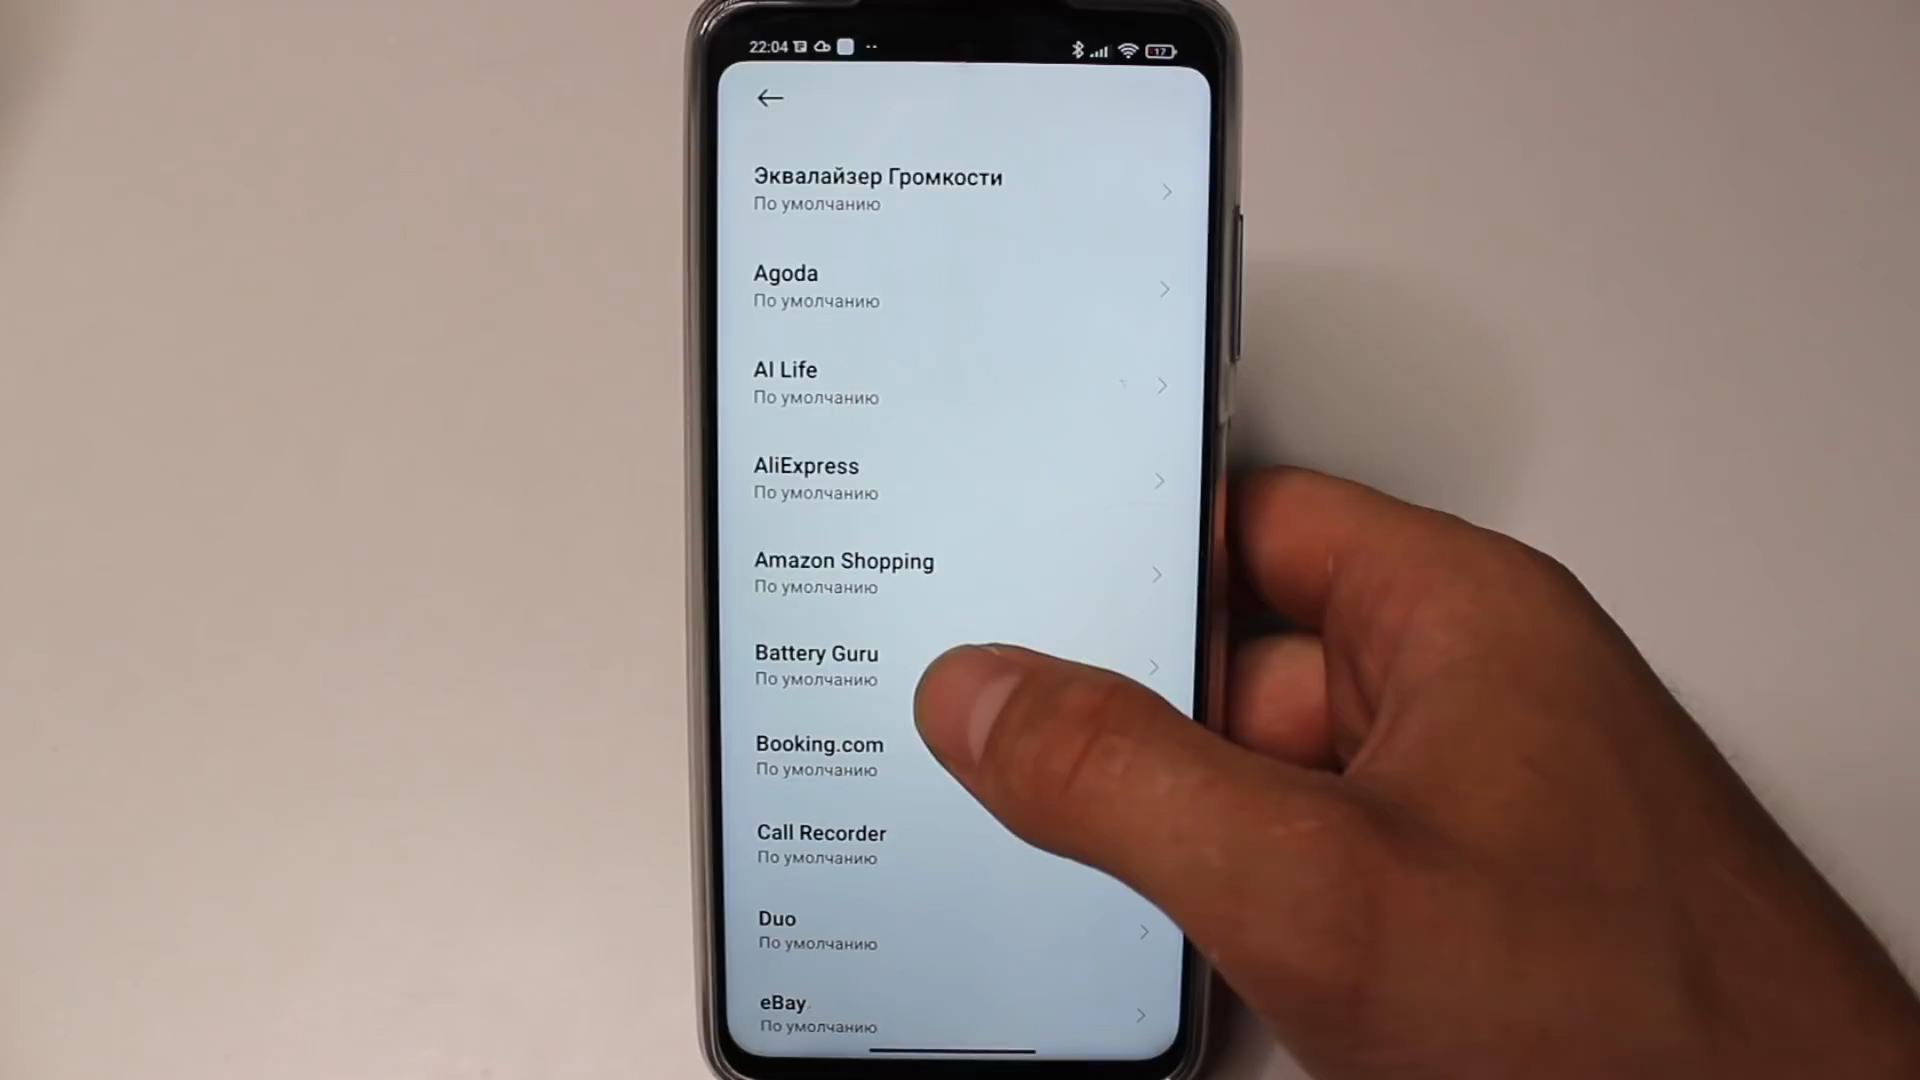 22:04
17
Эквалайзер Громкости
По умолчанию
Agoda
По умолчанию
AI Life
По умолчанию
AliExpress
По умолчанию
Amazon Shopping
По умолчанию
Battery Guru
По умолчанию
Booking.com
По умолчанию
Call Recorder
По умолчанию
Duo
По умолчанию
eBay
По умолчанию